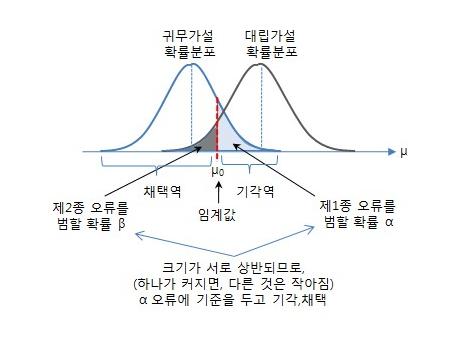 귀무가설
확률분포
대립가설
확률분포
μ
채택역
μ₀
기각역
제2종 오류를
범할 확률 β
임계값
제1종 오류를
범할 확률 α
크기가 서로 상반되므로,
(하나가 커지면, 다른 것은 작아짐)
α 오류에 기준을 두고 기각,채택